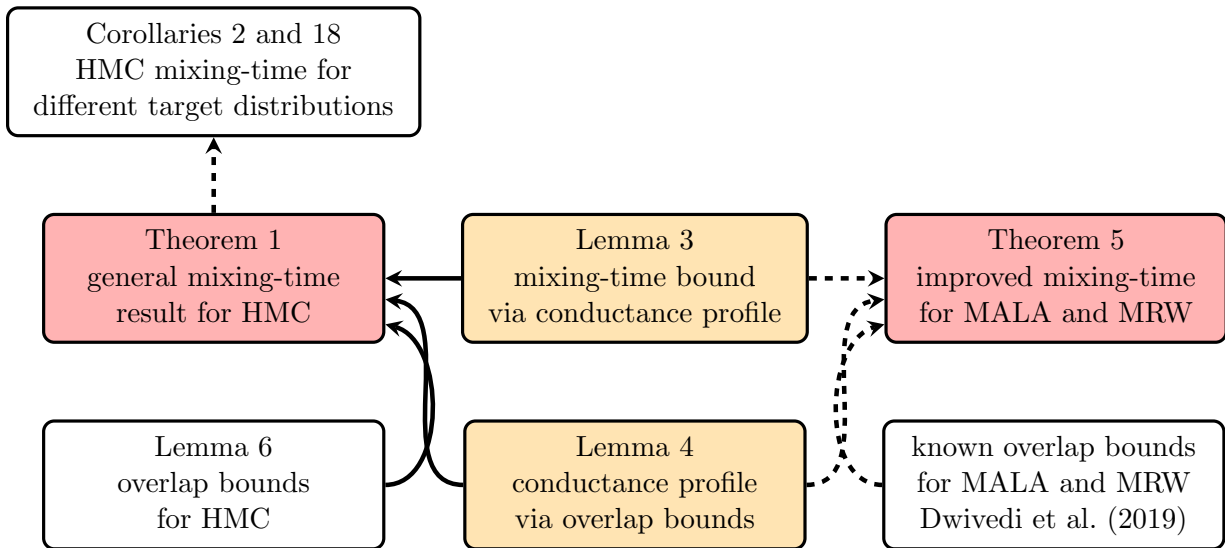 Corollaries 2 and 18
HMC mixing-time for
different target distributions
Theorem 1
general mixing-time
result for HMC
Lemma 3
mixing-time bound
via conductance profile
Theorem 5
improved mixing-time
for MALA and MRW
Lemma 6
overlap bounds
for HMC
Lemma 4
conductance profile
via overlap bounds
known overlap bounds
for MALA and MRW
Dwivedi et al. (2019)